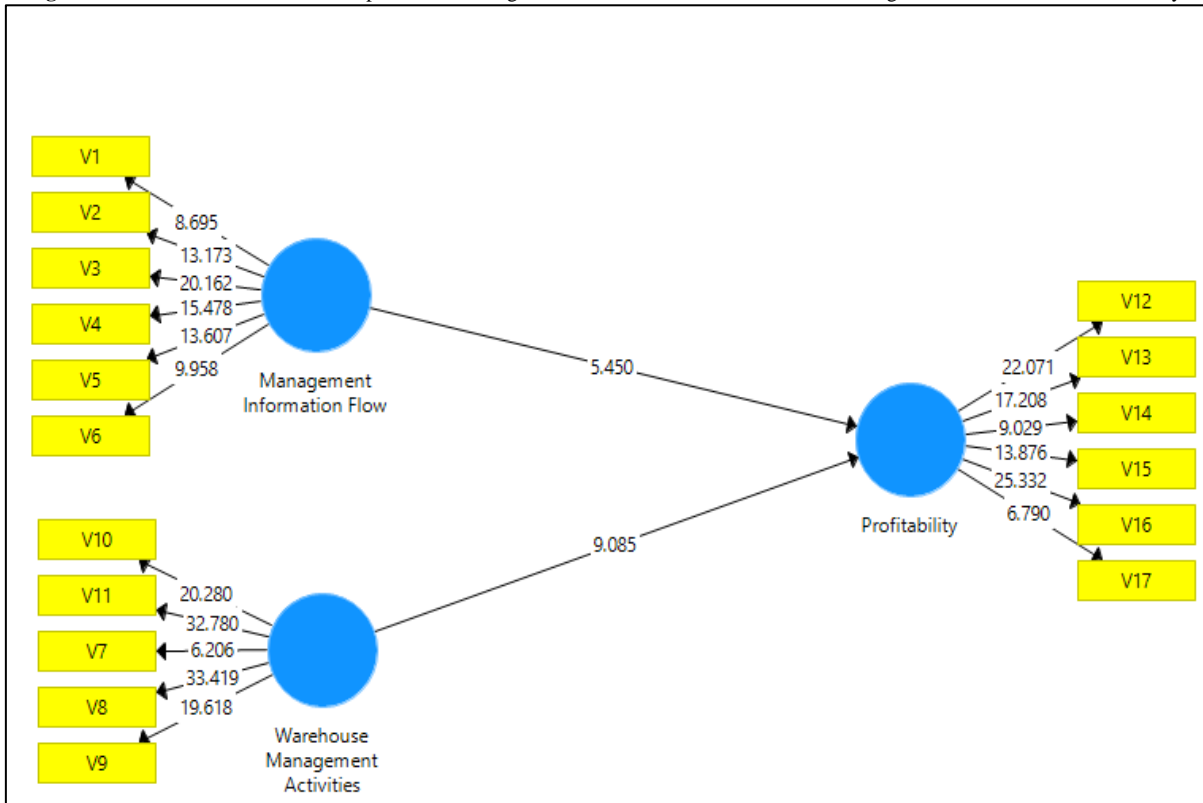 V1
V2
V3
V4
V5
V6
8.695
13.173
20.162
15.478
13.607
9.958
Management
Information Flow
5.450
V10
V11
V7
V8
V9
20.280
32.780
6.206
33.419
19.618
Warehouse
Management
Activities
9.085
Profitability
22.071
17.208
9.029
13.876
25.332
6.790
V12
V13
V14
V15
V16
V17